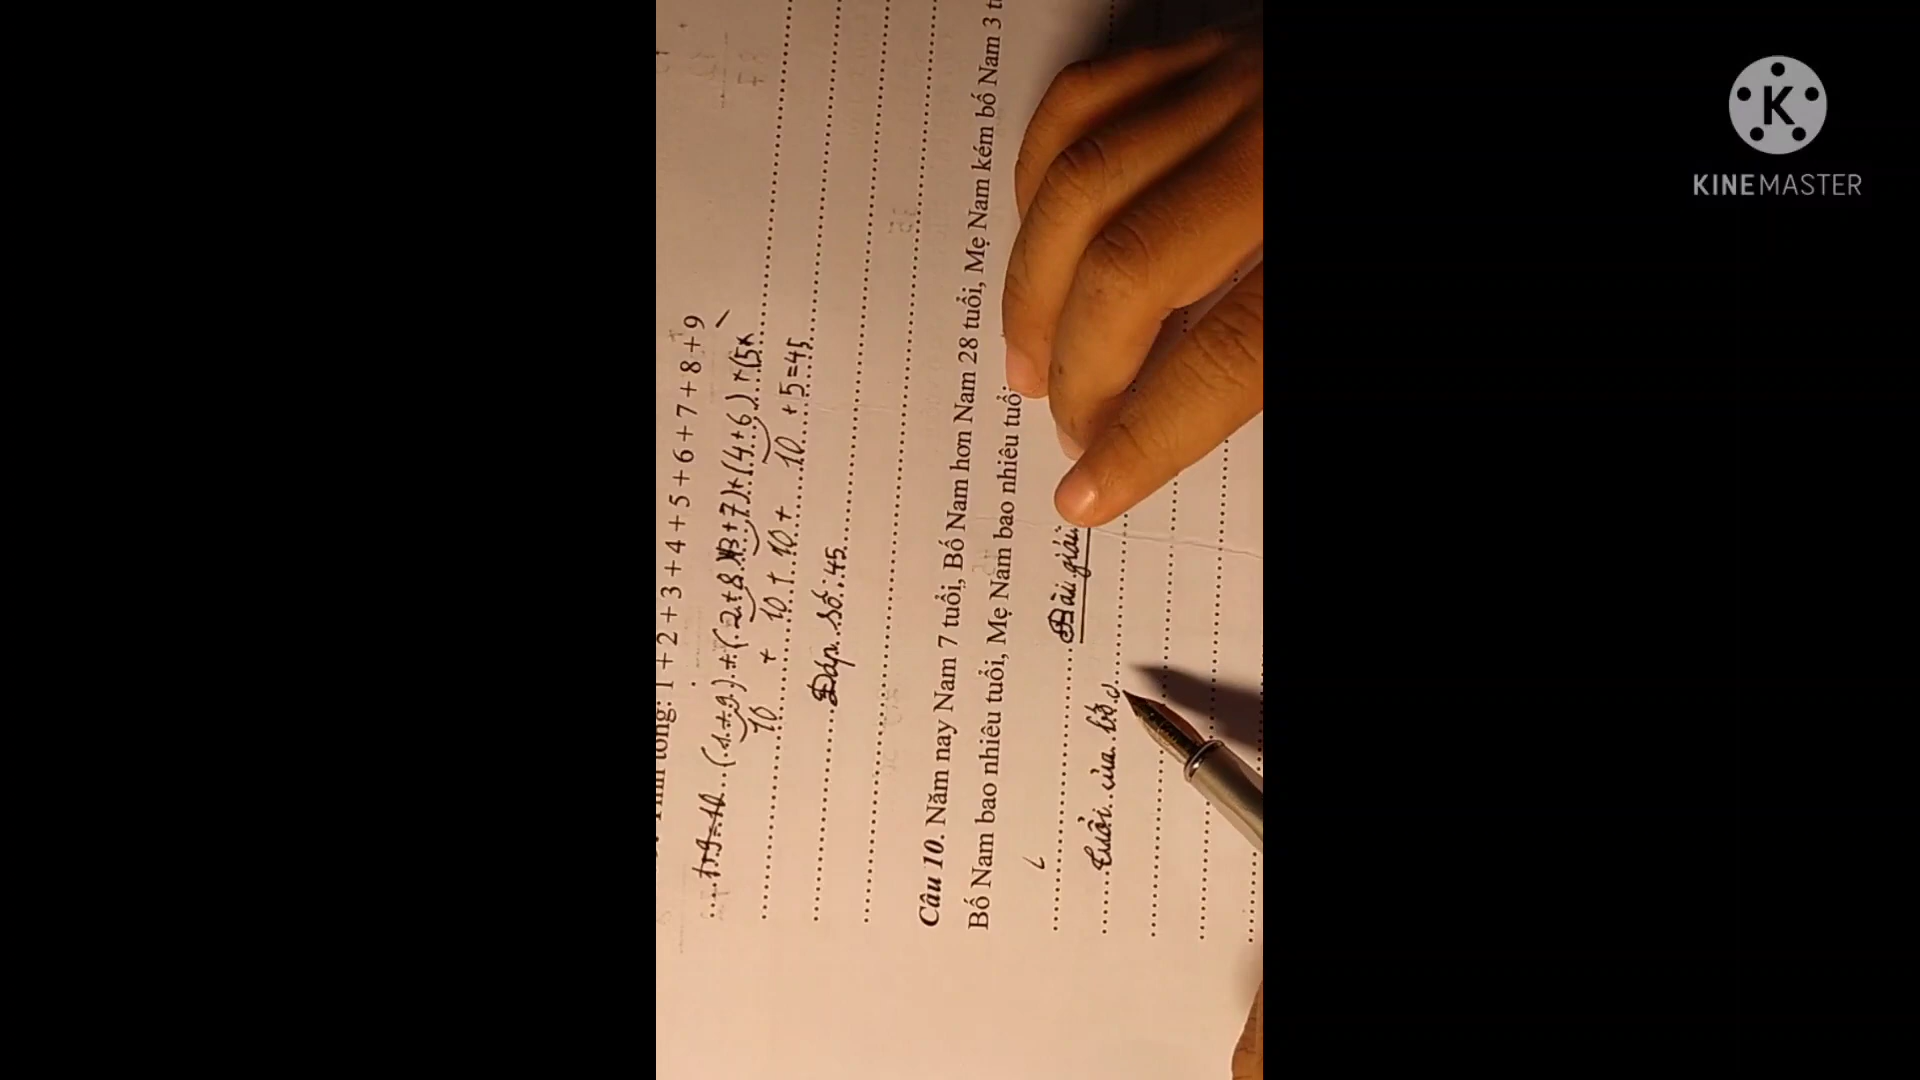 tổng: 1 + 2 + 3 + 4 + 5 + 6 + 7 + 8 + 9
1+9=10 (1+9)+(2+8)+(3+7)+(4+6)+(5
10 + 10 + 10 + 10 + 5 = 45
Đáp số: 45
Câu 10. Năm nay Nam 7 tuổi, Bố Nam hơn Nam 28 tuổi, Mẹ Nam kém bố Nam 3
Bố Nam bao nhiêu tuổi, Mẹ Nam bao nhiêu
Bài giải
Tuổi của bố
K
KINEMASTER